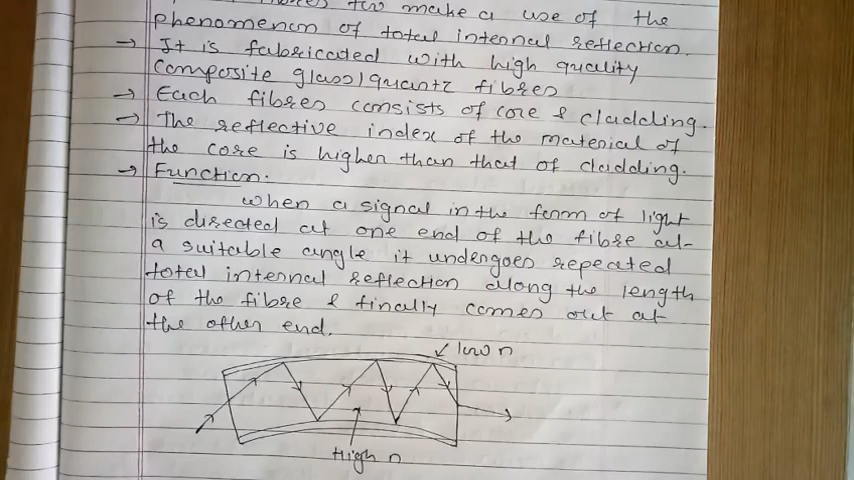 too make a use of the
phenomenon of total internal reflection.
→ It is fabricated with high quality
composite glass/quantz fibres
→ Each fibres consists of core & cladding.
→ The reflective index of the material of
the core is higher than that of cladding.
→ Function:
When a signal in the form of light
is directed at one end of the fibre at
a suitable angle it undergoes repeated
total internal reflection along the length
of the fibre & finally comes out at
the other end.
low n
High n